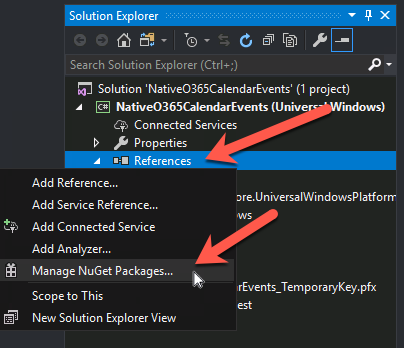 Solution Explorer
Search Solution Explorer (Ctrl+;)
Solution 'NativeO365CalendarEvents' (1 project)
C# NativeO365CalendarEvents (Universal Windows)
Connected Services
Properties
References
Add Reference...
Add Service Reference...
Add Connected Service
Add Analyzer...
Manage NuGet Packages...
Scope to This
New Solution Explorer View
ore.UniversalWindowsPlatform
ows
arEvents_TemporaryKey.pfx
est